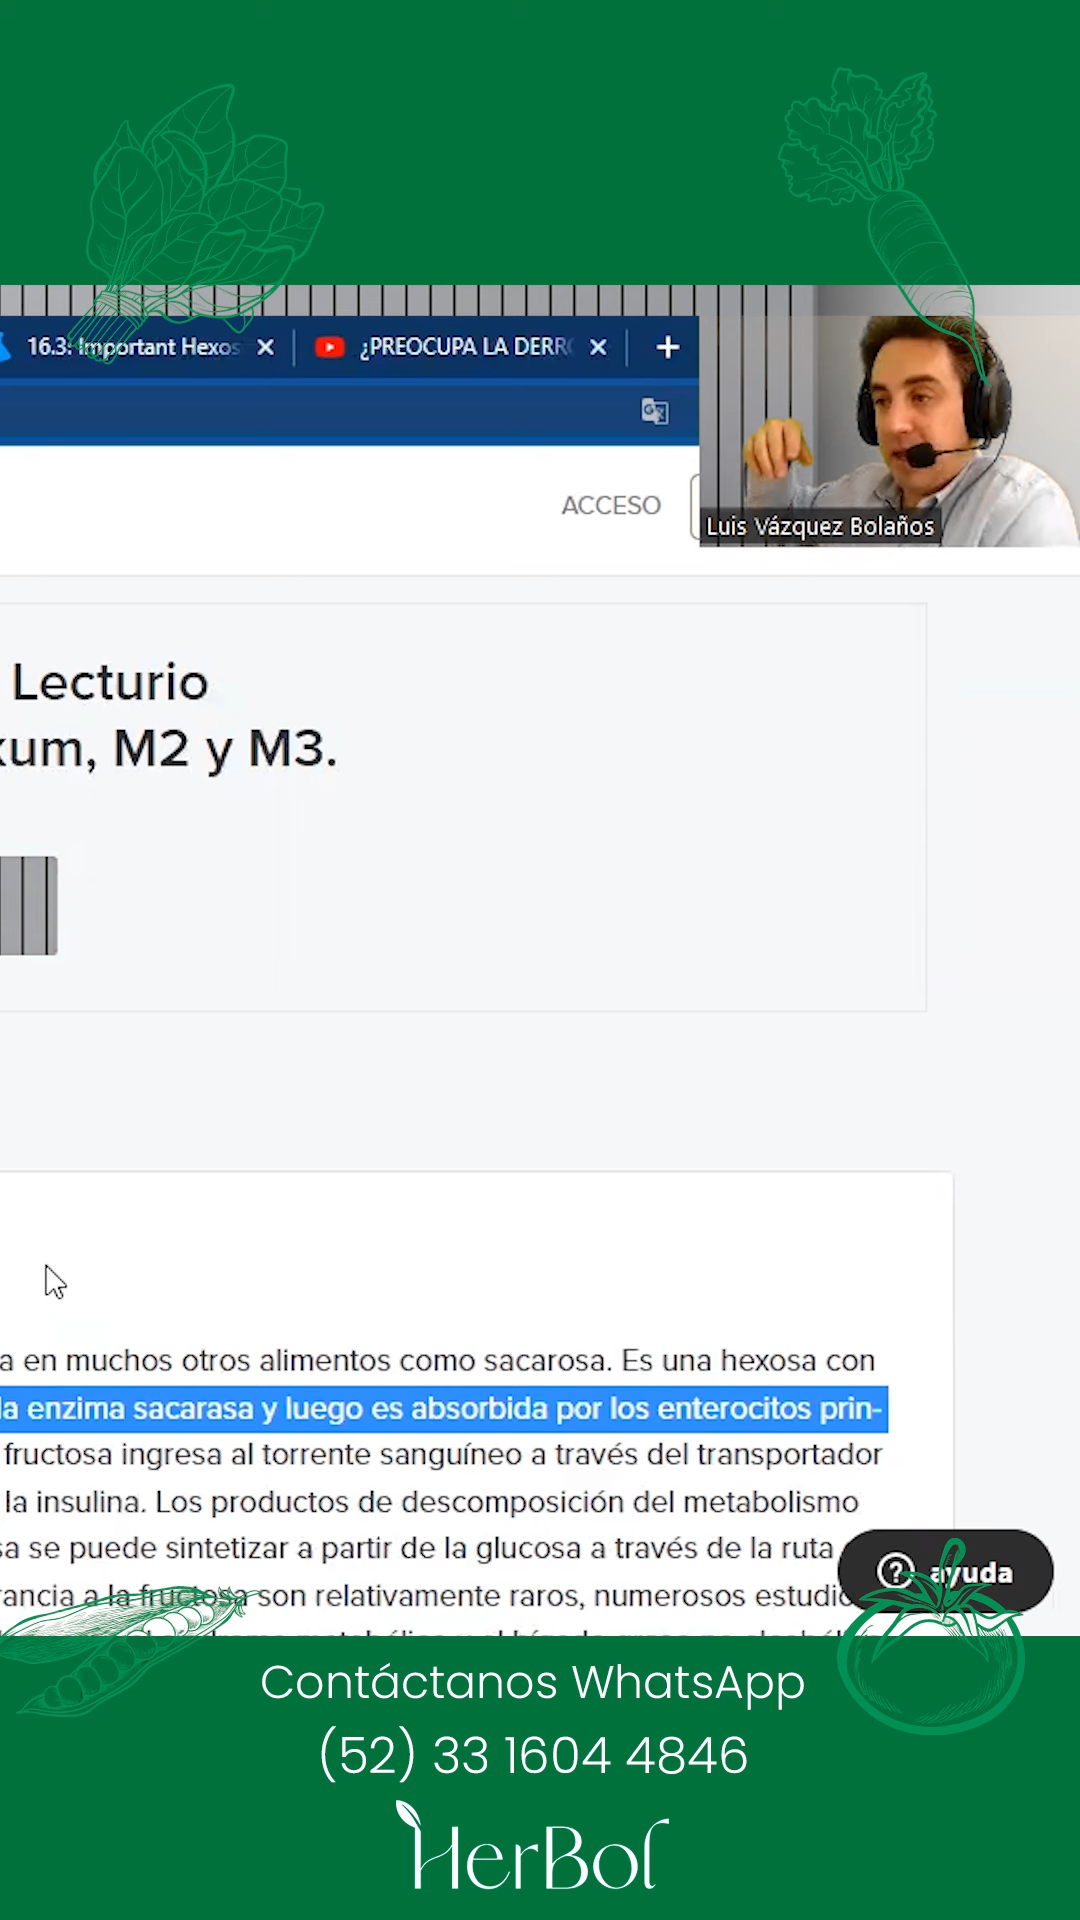 16.3: Important Hexos
¿PREOCUPA LA DERR
ACCESO
Luis Vázquez Bolaños
Lecturio
kum, M2 y M3.
a en muchos otros alimentos como sacarosa. Es una hexosa con
la enzima sacarasa y luego es absorbida por los enterocitos prin-
fructosa ingresa al torrente sanguíneo a través del transportador
la insulina. Los productos de descomposición del metabolismo
sa se puede sintetizar a partir de la glucosa a través de la ruta
rancia a la fructosa son relativamente raros, numerosos estudio
ayuda
Contáctanos WhatsApp
(52) 33 1604 4846
HerBol